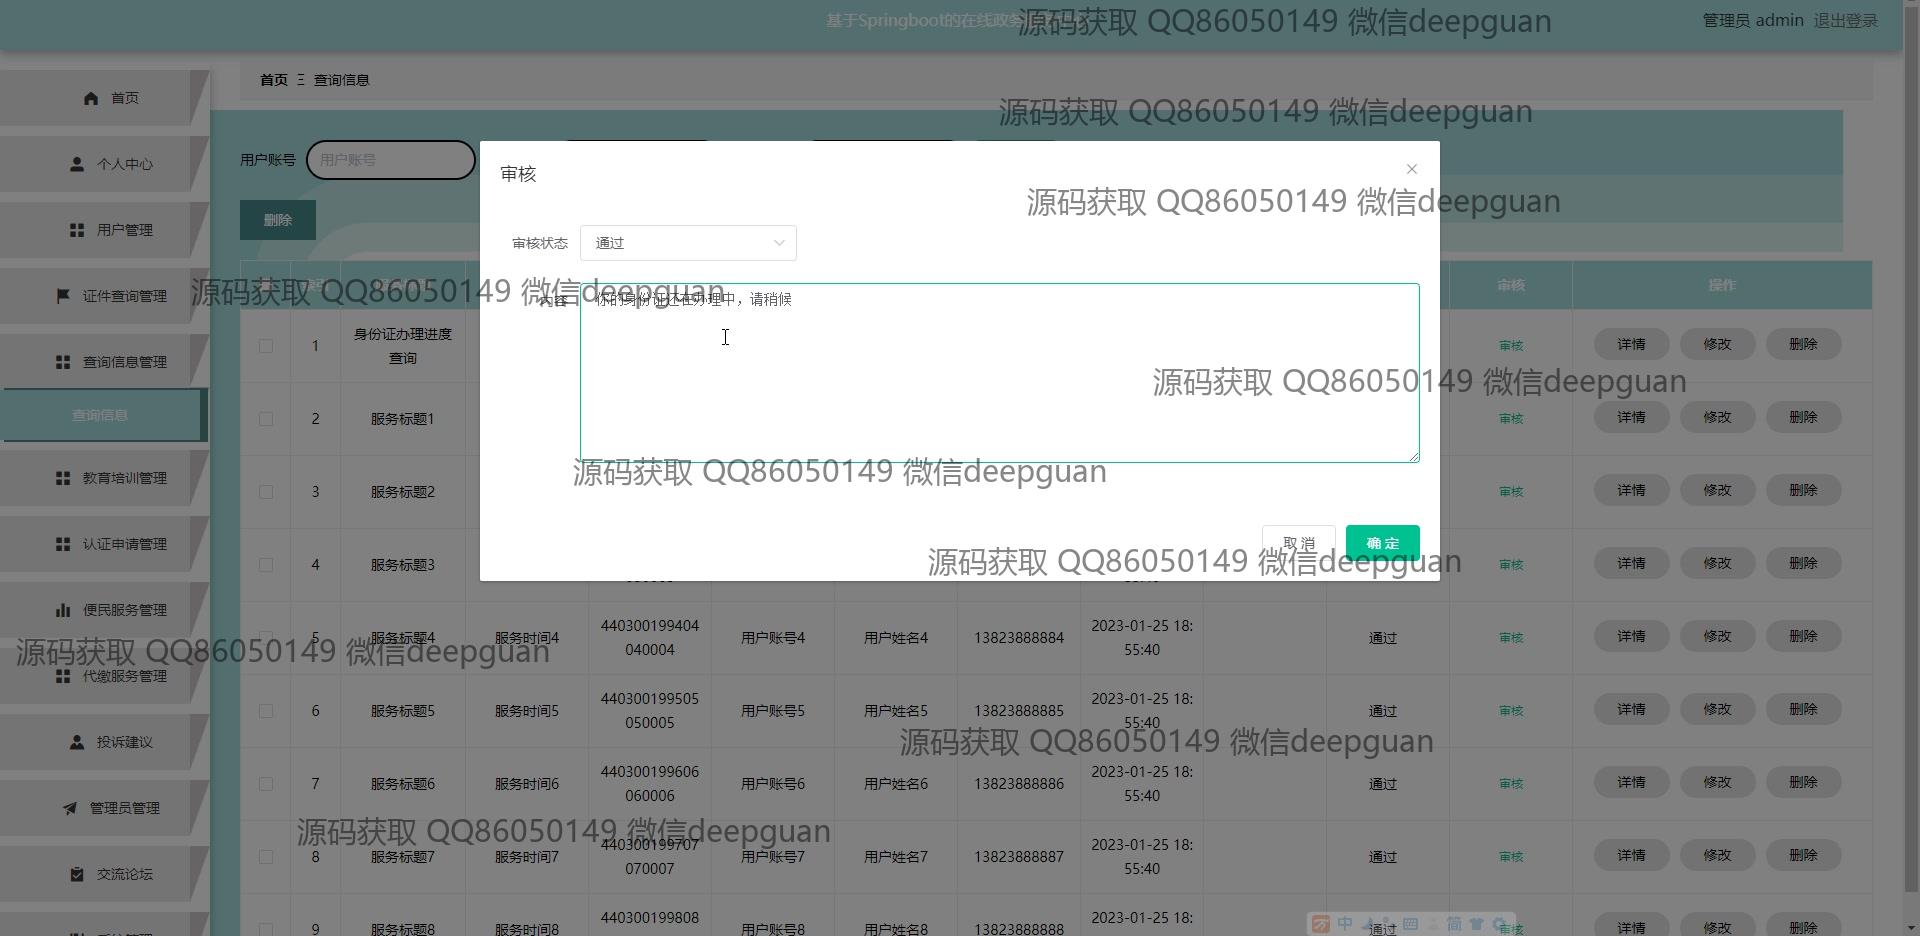 基于Springboot的在线政务
源码获取 QQ86050149 微信deepguan
管理员 admin 退出登录
首页
个人中心
用户管理
证件查询管理
查询信息管理
查询信息
教育培训管理
认证申请管理
便民服务管理
代缴服务管理
投诉建议
管理员管理
交流论坛
首页 查询信息
源码获取 QQ86050149 微信deepguan
用户账号 用户账号
审核
源码获取 QQ86050149 微信deepguan
删除
审核状态 通过
源码获取 QQ86050149 微信deepguan
内容 你的身份证还在办理中，请稍候
审核 操作
1 身份证办理进度查询 审核 详情 修改 删除
源码获取 QQ86050149 微信deepguan
2 服务标题1 审核 详情 修改 删除
源码获取 QQ86050149 微信deepguan
3 服务标题2 审核 详情 修改 删除
取消 确定
源码获取 QQ86050149 微信deepguan
4 服务标题3 审核 详情 修改 删除
5 服务标题4 服务时间4 440300199404040004 用户账号4 用户姓名4 13823888884 2023-01-25 18:55:40 通过 审核 详情 修改 删除
源码获取 QQ86050149 微信deepguan
6 服务标题5 服务时间5 440300199505050005 用户账号5 用户姓名5 13823888885 2023-01-25 18:55:40 通过 审核 详情 修改 删除
源码获取 QQ86050149 微信deepguan
7 服务标题6 服务时间6 440300199606060006 用户账号6 用户姓名6 13823888886 2023-01-25 18:55:40 通过 审核 详情 修改 删除
源码获取 QQ86050149 微信deepguan
8 服务标题7 服务时间7 440300199707070007 用户账号7 用户姓名7 13823888887 2023-01-25 18:55:40 通过 审核 详情 修改 删除
9 服务标题8 服务时间8 440300199808 用户账号8 用户姓名8 13823888888 2023-01-25 18: 通过 审核 详情 修改 删除
中 简